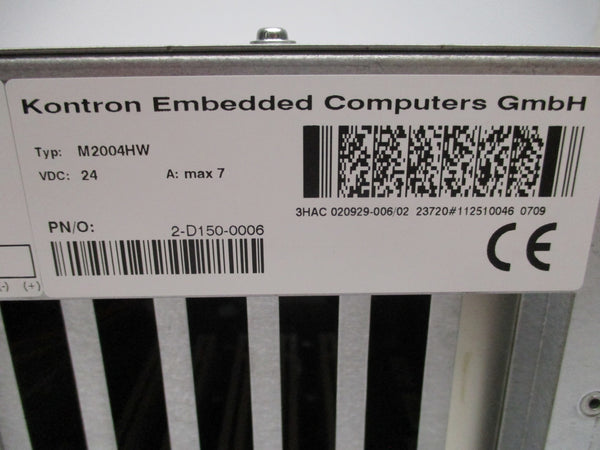 Kontron Embedded Computers GmbH
Typ: M2004HW
VDC: 24 A: max 7
3HAC 020929-006/02 23720#112510046 0709
PN/O: 2-D150-0006
CE
(-) (+)